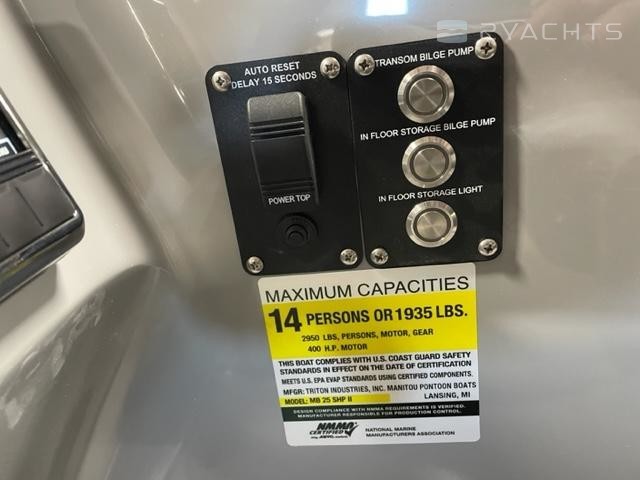 RYACHTS
AUTO RESET
DELAY 15 SECONDS
POWER TOP
TRANSOM BILGE PUMP
IN FLOOR STORAGE BILGE PUMP
IN FLOOR STORAGE LIGHT
MAXIMUM CAPACITIES
14 PERSONS OR 1935 LBS.
2950 LBS, PERSONS, MOTOR, GEAR
400 H.P. MOTOR
THIS BOAT COMPLIES WITH U.S. COAST GUARD SAFETY
STANDARDS IN EFFECT ON THE DATE OF CERTIFICATION
MEETS U.S. EPA EVAP STANDARDS USING CERTIFIED COMPONENTS.
MFGR: TRITON INDUSTRIES, INC. MANITOU PONTOON BOATS
MODEL: MB 25 SHP II LANSING, MI
DESIGN COMPLIANCE WITH NMMA REQUIREMENTS IS VERIFIED.
MANUFACTURER RESPONSIBLE FOR PRODUCTION CONTROL.
NMMA
CERTIFIED
NATIONAL MARINE
MANUFACTURERS ASSOCIATION